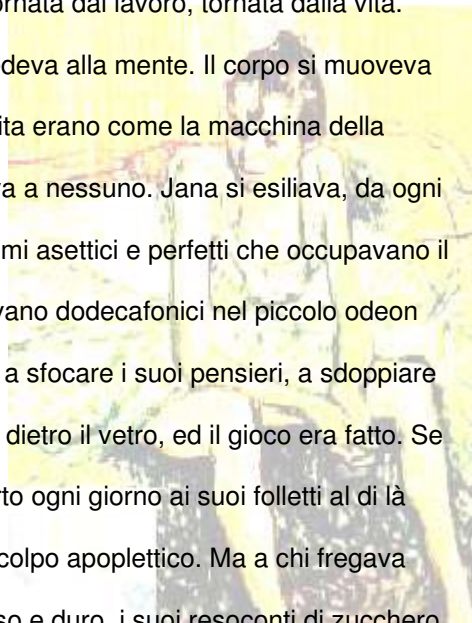 tornata dal lavoro, tornata dalla vita.
deva alla mente. Il corpo si muoveva
ita erano come la macchina della
va a nessuno. Jana si esiliava, da ogni
mi asettici e perfetti che occupavano il
vano dodecafonici nel piccolo odeon
a sfocare i suoi pensieri, a sdoppiare
dietro il vetro, ed il gioco era fatto. Se
rto ogni giorno ai suoi folletti al di là
colpo apoplettico. Ma a chi fregava
so e duro, i suoi resoconti di zucchero